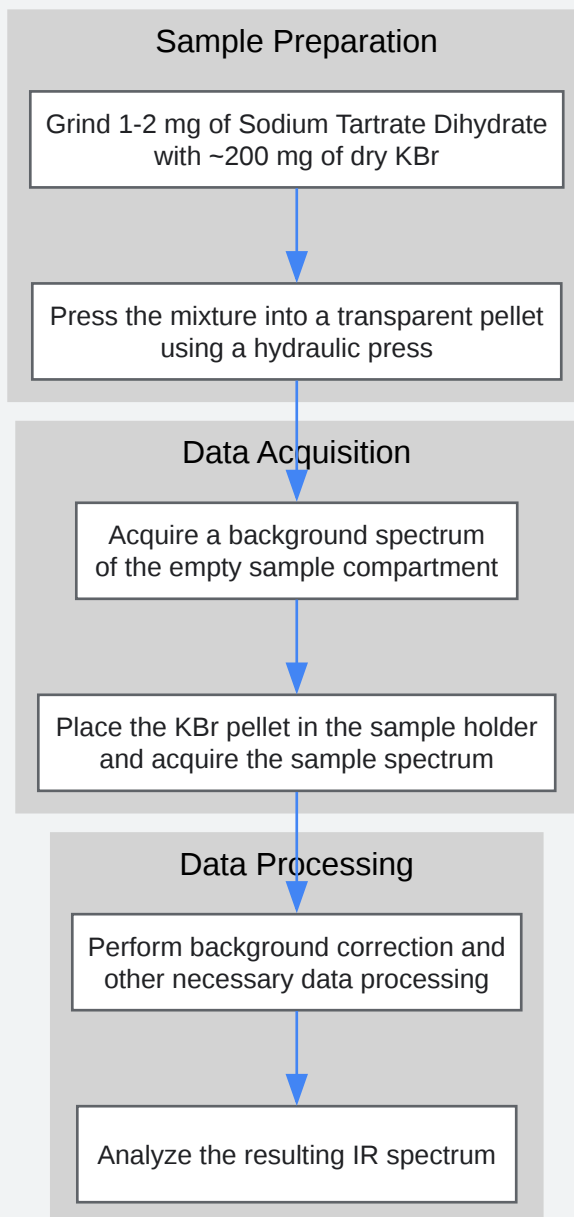 Sample Preparation
Grind 1-2 mg of Sodium Tartrate Dihydrate
with ~200 mg of dry KBr
Press the mixture into a transparent pellet
using a hydraulic press
Data Acquisition
Acquire a background spectrum
of the empty sample compartment
Place the KBr pellet in the sample holder
and acquire the sample spectrum
Data Processing
Perform background correction and
other necessary data processing
Analyze the resulting IR spectrum